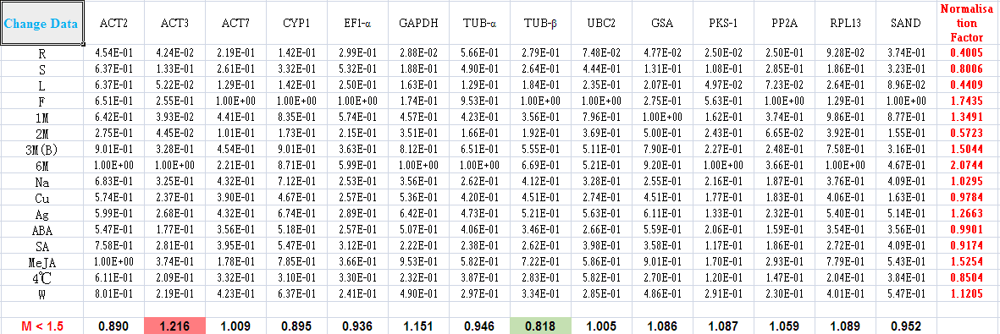 Change Data ACT2 ACT3 ACT7 CYP1 EF1-α GAPDH TUB-α TUB-β UBC2 GSA PKS-1 PP2A RPL13 SAND Normalisa
tion
Factor
R 4.54E-01 4.24E-02 2.19E-01 1.42E-01 2.99E-01 2.88E-02 5.66E-01 2.79E-01 7.48E-02 4.77E-02 2.50E-02 2.50E-01 9.28E-02 3.74E-01 0.4005
S 6.37E-01 1.33E-01 2.61E-01 3.32E-01 5.32E-01 1.88E-01 4.90E-01 2.64E-01 4.44E-01 1.31E-01 1.08E-01 2.85E-01 1.86E-01 3.23E-01 0.8006
L 6.37E-01 5.22E-02 1.29E-01 1.42E-01 2.50E-01 1.63E-01 1.29E-01 1.84E-01 2.35E-01 2.07E-01 4.97E-02 7.23E-02 2.64E-01 8.96E-02 0.4409
F 6.51E-01 2.55E-01 1.00E+00 1.00E+00 1.00E+00 1.74E-01 9.53E-01 1.00E+00 1.00E+00 2.75E-01 5.63E-01 1.00E+00 1.29E-01 1.00E+00 1.7435
1M 6.42E-01 3.93E-02 4.41E-01 8.35E-01 5.74E-01 4.57E-01 4.23E-01 3.56E-01 7.96E-01 1.00E+00 1.62E-01 3.74E-01 9.86E-01 8.77E-01 1.3491
2M 2.75E-01 4.45E-02 1.01E-01 1.73E-01 2.15E-01 3.51E-01 1.66E-01 1.92E-01 3.69E-01 5.00E-01 2.43E-01 6.65E-02 3.92E-01 1.55E-01 0.5723
3M(B) 9.01E-01 3.28E-01 4.54E-01 9.01E-01 3.63E-01 8.12E-01 6.51E-01 5.55E-01 5.11E-01 7.90E-01 2.27E-01 2.48E-01 7.58E-01 3.16E-01 1.5044
6M 1.00E+00 1.00E+00 2.21E-01 8.71E-01 5.99E-01 1.00E+00 1.00E+00 6.69E-01 5.21E-01 9.20E-01 1.00E+00 3.66E-01 1.00E+00 4.67E-01 2.0744
Na 6.83E-01 3.25E-01 4.32E-01 7.12E-01 2.53E-01 3.56E-01 2.62E-01 4.12E-01 3.28E-01 2.55E-01 2.16E-01 1.87E-01 3.76E-01 4.09E-01 1.0295
Cu 5.74E-01 2.37E-01 3.90E-01 4.67E-01 2.57E-01 5.36E-01 4.20E-01 4.51E-01 2.74E-01 4.51E-01 1.77E-01 1.83E-01 4.06E-01 1.63E-01 0.9784
Ag 5.99E-01 2.68E-01 4.32E-01 6.74E-01 2.89E-01 6.42E-01 4.73E-01 5.21E-01 5.63E-01 6.11E-01 1.33E-01 2.32E-01 5.40E-01 5.14E-01 1.2663
ABA 5.47E-01 1.77E-01 3.56E-01 5.18E-01 2.57E-01 5.07E-01 4.06E-01 3.46E-01 2.66E-01 5.59E-01 2.06E-01 1.59E-01 3.54E-01 3.56E-01 0.9901
SA 7.58E-01 2.81E-01 3.95E-01 5.47E-01 3.12E-01 2.22E-01 2.38E-01 2.62E-01 3.98E-01 3.58E-01 1.17E-01 1.86E-01 2.72E-01 4.09E-01 0.9174
MeJA 1.00E+00 3.74E-01 1.78E-01 7.85E-01 3.66E-01 9.53E-01 5.82E-01 7.22E-01 5.86E-01 9.01E-01 1.70E-01 2.93E-01 7.79E-01 5.43E-01 1.5254
4℃ 6.11E-01 2.09E-01 3.32E-01 3.10E-01 3.30E-01 2.32E-01 3.87E-01 2.83E-01 5.82E-01 2.70E-01 1.20E-01 1.47E-01 2.04E-01 3.84E-01 0.8504
W 8.01E-01 2.19E-01 4.23E-01 6.37E-01 2.41E-01 4.90E-01 2.97E-01 3.34E-01 2.85E-01 4.86E-01 2.91E-01 2.30E-01 4.01E-01 5.47E-01 1.1205
M < 1.5 0.890 1.216 1.009 0.895 0.936 1.151 0.946 0.818 1.005 1.086 1.087 1.059 1.089 0.952